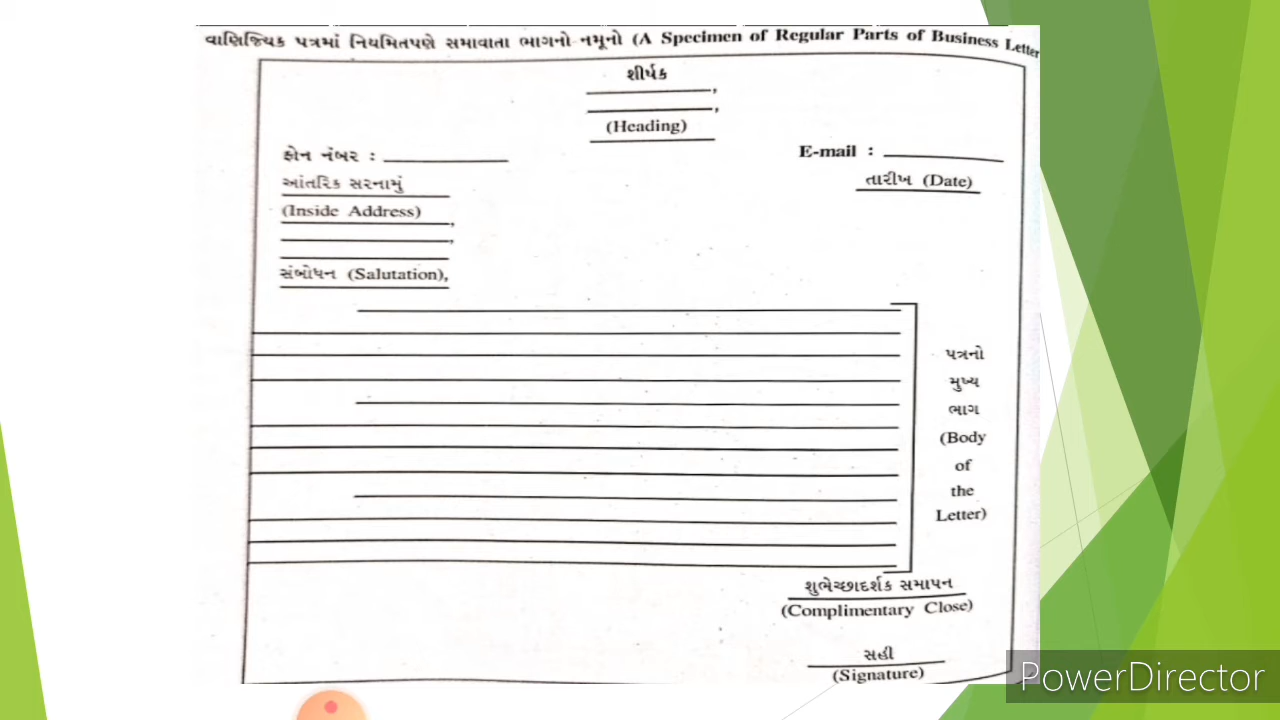 વાણિજ્યિક પત્રમાં નિયમિતપણે સમાવાતા ભાગનો નમૂનો (A Specimen of Regular Parts of Business Letter
શીર્ષક
(Heading)
ફોન નંબર :
E-mail :
આંતરિક સરનામું
તારીખ (Date)
(Inside Address)
સંબોધન (Salutation),
પત્રનો
મુખ્ય
ભાગ
(Body
of
the
Letter)
શુભેચ્છાદર્શક સમાપન
(Complimentary Close)
સહી
(Signature)
PowerDirector